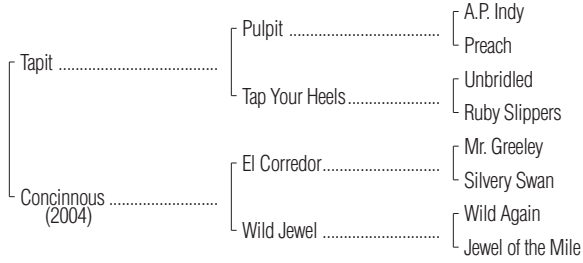 A.P. Indy
Pulpit ................................
Preach
Tapit ..................................
Unbridled
Tap Your Heels....................
Ruby Slippers
Mr. Greeley
El Corredor.........................
Silvery Swan
Concinnous .......................
(2004)
Wild Again
Wild Jewel .........................
Jewel of the Mile